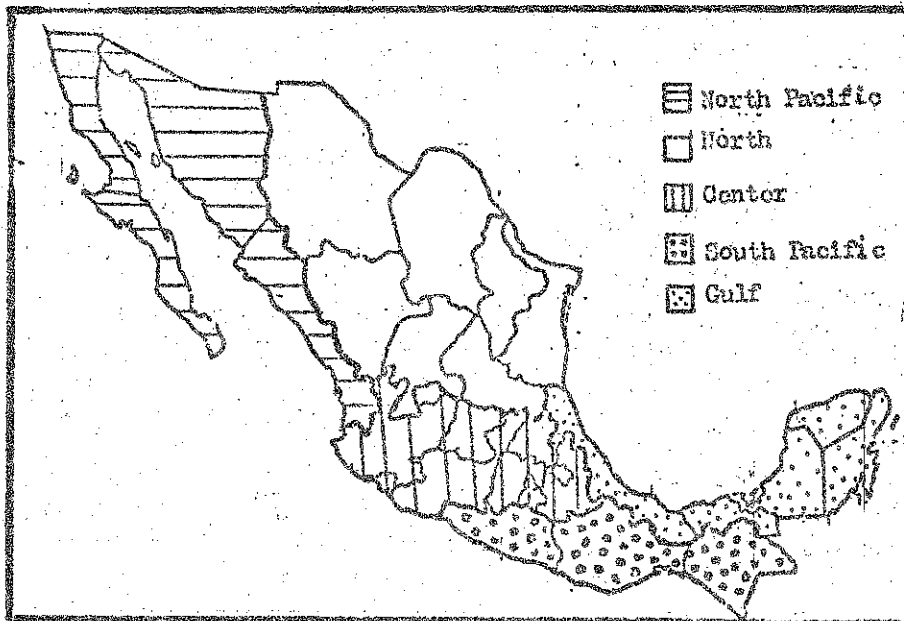 North Pacific
North
Center
South Pacific
Gulf